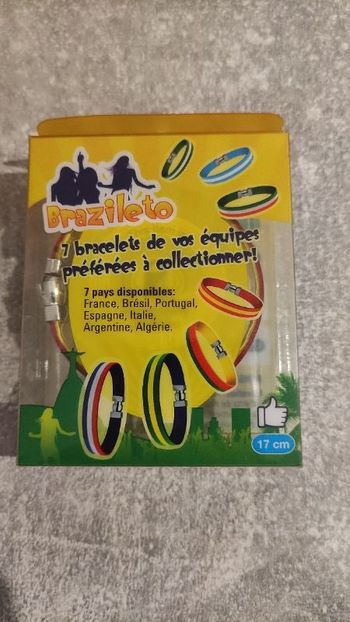 Brazileto
7 bracelets de vos équipes
préférées à collectionner!
7 pays disponibles:
France, Brésil, Portugal,
Espagne, Italie,
Argentine, Algérie.
17 cm